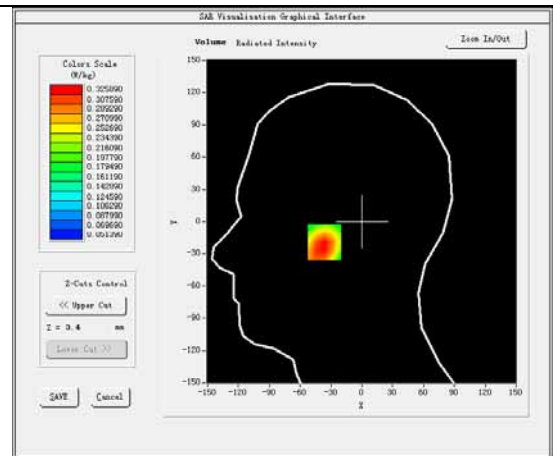 SAR Visualisation Graphical Interface
Volume Radiated Intensity
Zoom In/Out
Colors Scale
(W/kg)
0.325890
0.307590
0.289290
0.270990
0.252690
0.234390
0.216090
0.197790
0.179490
0.161190
0.142890
0.124590
0.106290
0.087990
0.069690
0.051390
150
120
90
60
30
0
-30
-60
-90
-120
-150
Y
-150 -120 -90 -60 -30 0 30 60 90 120 150
X
Z-Cuts Control
<< Upper Cut
Z = 3.4 mm
Lower Cut >>
SAVE
Cancel